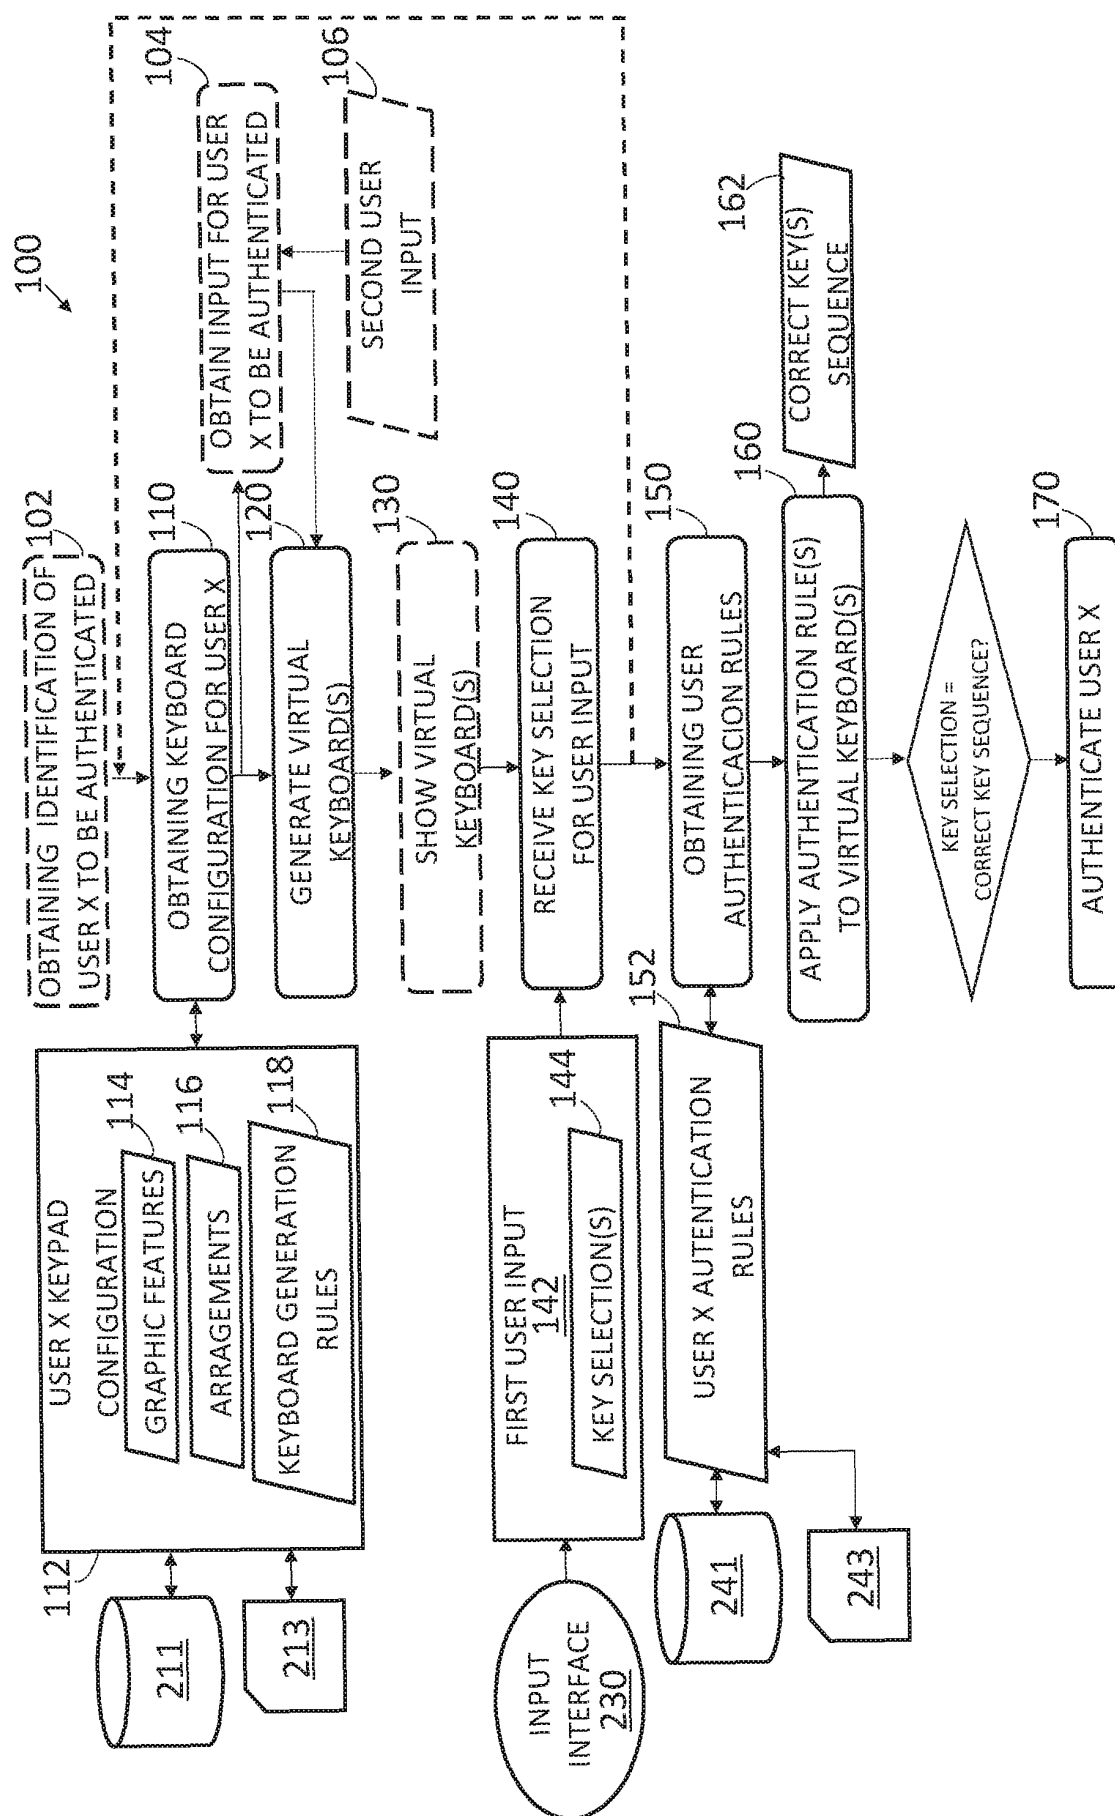 100
OBTAINING IDENTIFICATION OF
USER X TO BE AUTHENTICATED
102
USER X KEYPAD
CONFIGURATION
GRAPHIC FEATURES
114
ARRAGEMENTS
116
KEYBOARD GENERATION
RULES
118
112
211
213
OBTAINING KEYBOARD
CONFIGURATION FOR USER X
110
OBTAIN INPUT FOR USER
X TO BE AUTHENTICATED
104
SECOND USER
INPUT
106
GENERATE VIRTUAL
KEYBOARD(S)
120
SHOW VIRTUAL
KEYBOARD(S)
130
INPUT
INTERFACE
230
FIRST USER INPUT
142
KEY SELECTION(S)
144
RECEIVE KEY SELECTION
FOR USER INPUT
140
241
243
USER X AUTENTICATION
RULES
152
OBTAINING USER
AUTHENTICACION RULES
150
APPLY AUTHENTICATION RULE(S)
TO VIRTUAL KEYBOARD(S)
160
CORRECT KEY(S)
SEQUENCE
162
KEY SELECTION =
CORRECT KEY SEQUENCE?
AUTHENTICATE USER X
170